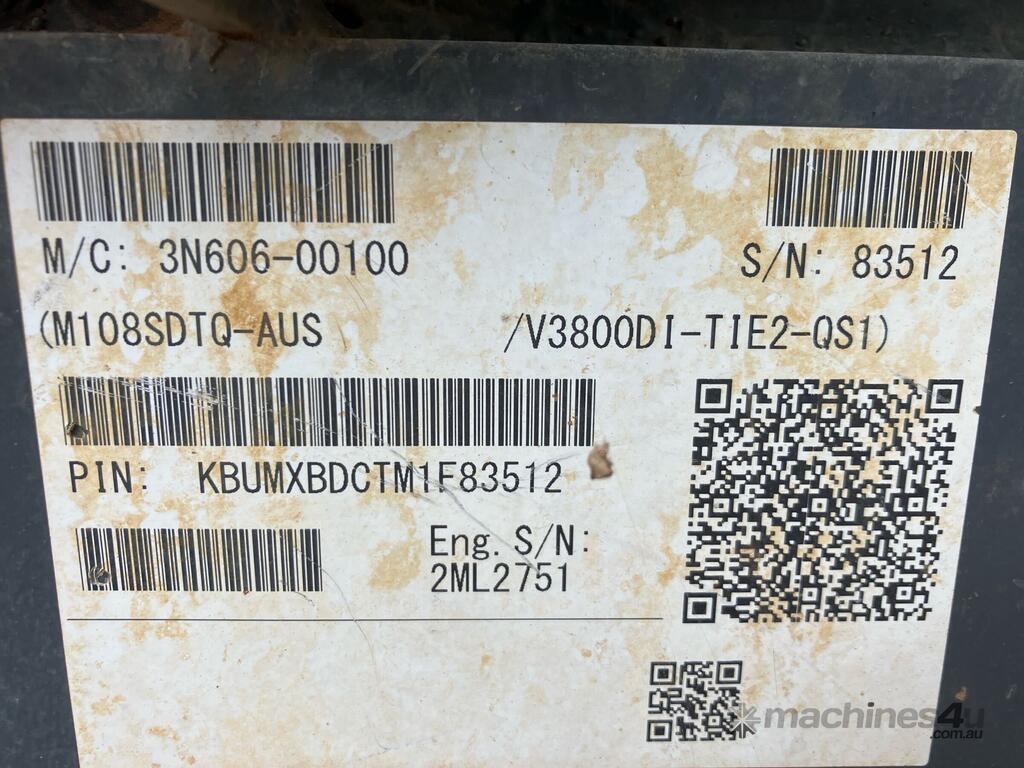 M/C: 3N606-00100
S/N: 83512
(M108SDTQ-AUS /V3800DI-TIE2-QS1)
PIN: KBUMXBDCTM1F83512
Eng. S/N:
2ML2751
machines4u
.com.au